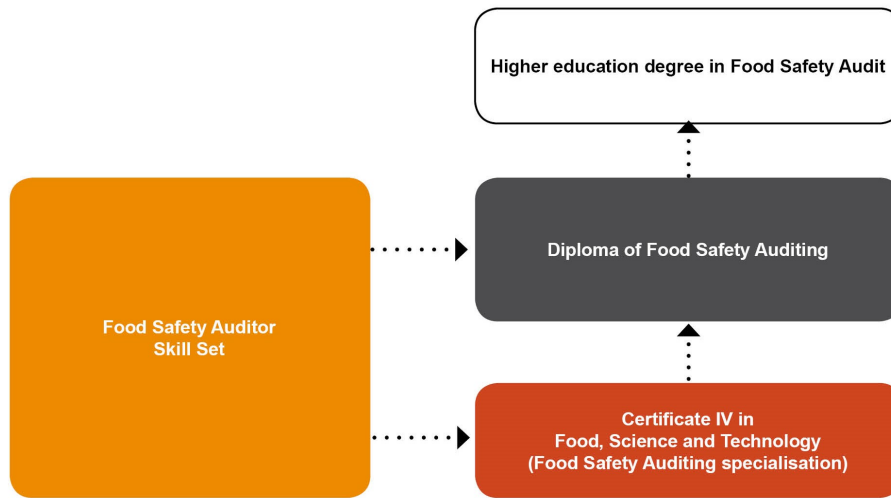 Higher education degree in Food Safety Audit
Diploma of Food Safety Auditing
Food Safety Auditor
Skill Set
Certificate IV in
Food, Science and Technology
(Food Safety Auditing specialisation)